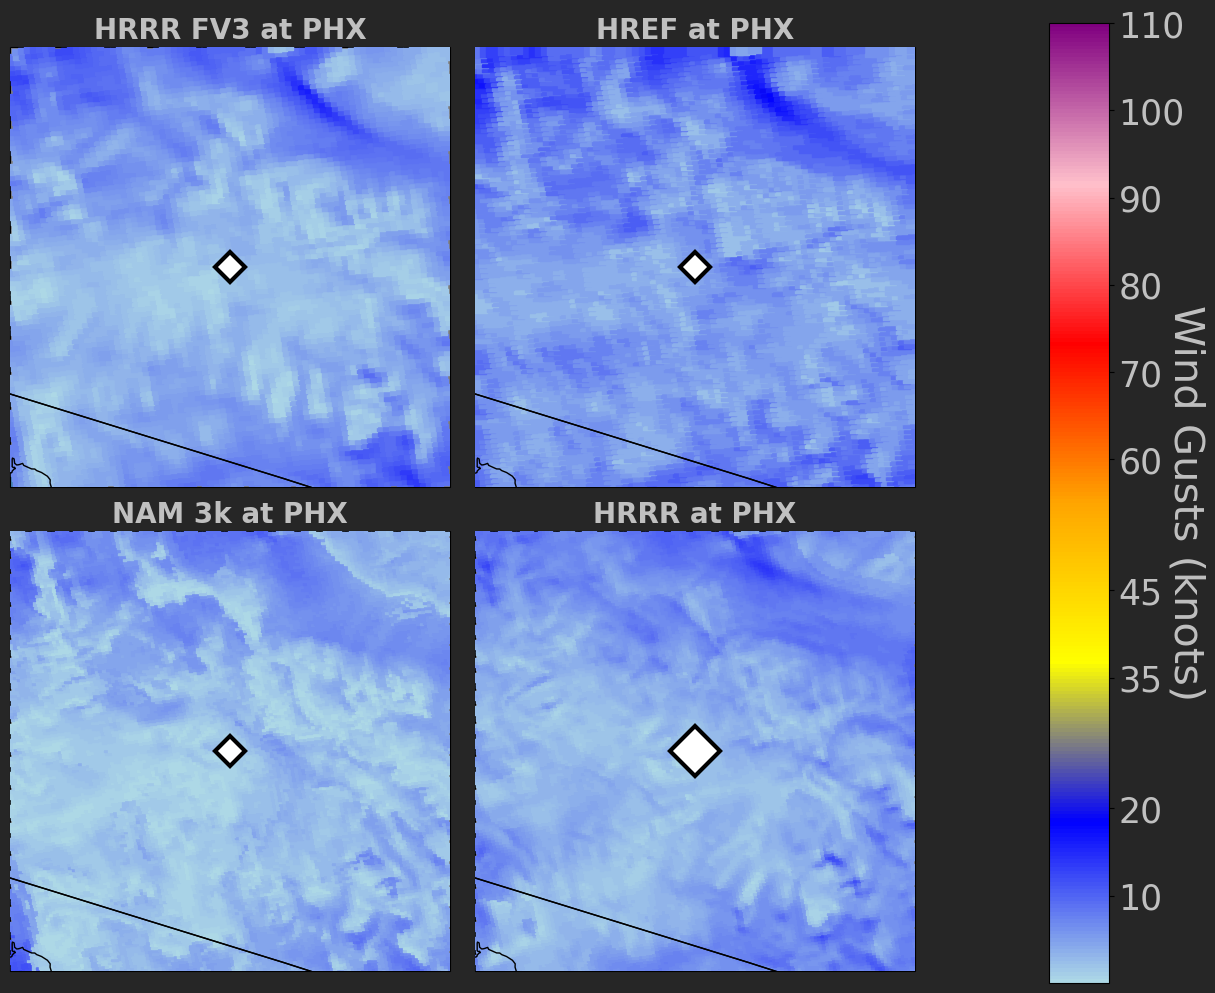 HRRR FV3 at PHX
HREF at PHX
NAM 3k at PHX
HRRR at PHX
110
100
90
80
70
60
45
35
20
10
Wind Gusts (knots)